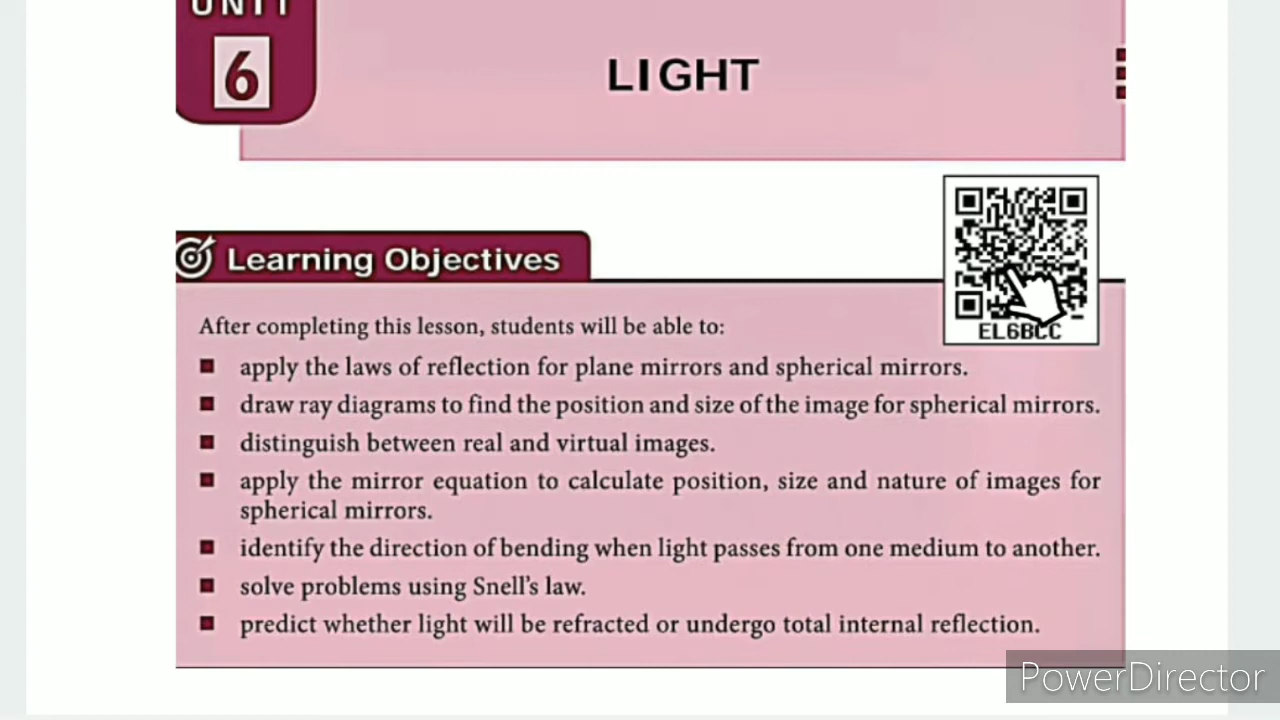 UNIT
6
LIGHT
EL6BCC
Learning Objectives
After completing this lesson, students will be able to:
apply the laws of reflection for plane mirrors and spherical mirrors.
draw ray diagrams to find the position and size of the image for spherical mirrors.
distinguish between real and virtual images.
apply the mirror equation to calculate position, size and nature of images for
spherical mirrors.
identify the direction of bending when light passes from one medium to another.
solve problems using Snell's law.
predict whether light will be refracted or undergo total internal reflection.
PowerDirector